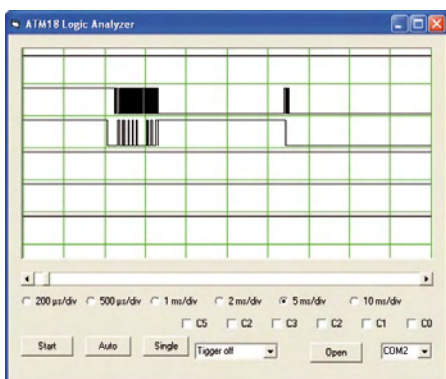 ATM18 Logic Analyzer
200 µs/div 500 µs/div 1 ms/div 2 ms/div 5 ms/div 10 ms/div
C5 C2 C3 C2 C1 C0
Start Auto Single Tigger off Open COM2